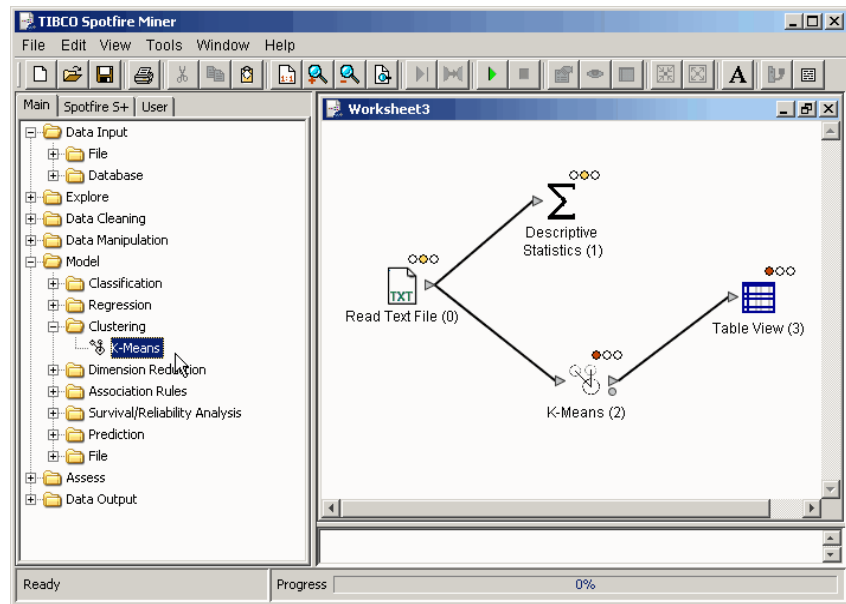 TIBCO Spotfire Miner
File Edit View Tools Window Help
1:1
A
Main Spotfire S+ User
Data Input
File
Database
Explore
Data Cleaning
Data Manipulation
Model
Classification
Regression
Clustering
K-Means
Dimension Reduction
Association Rules
Survival/Reliability Analysis
Prediction
File
Assess
Data Output
Worksheet3
Σ
Descriptive
Statistics (1)
TXT
Read Text File (0)
Table View (3)
K-Means (2)
Ready
Progress
0%